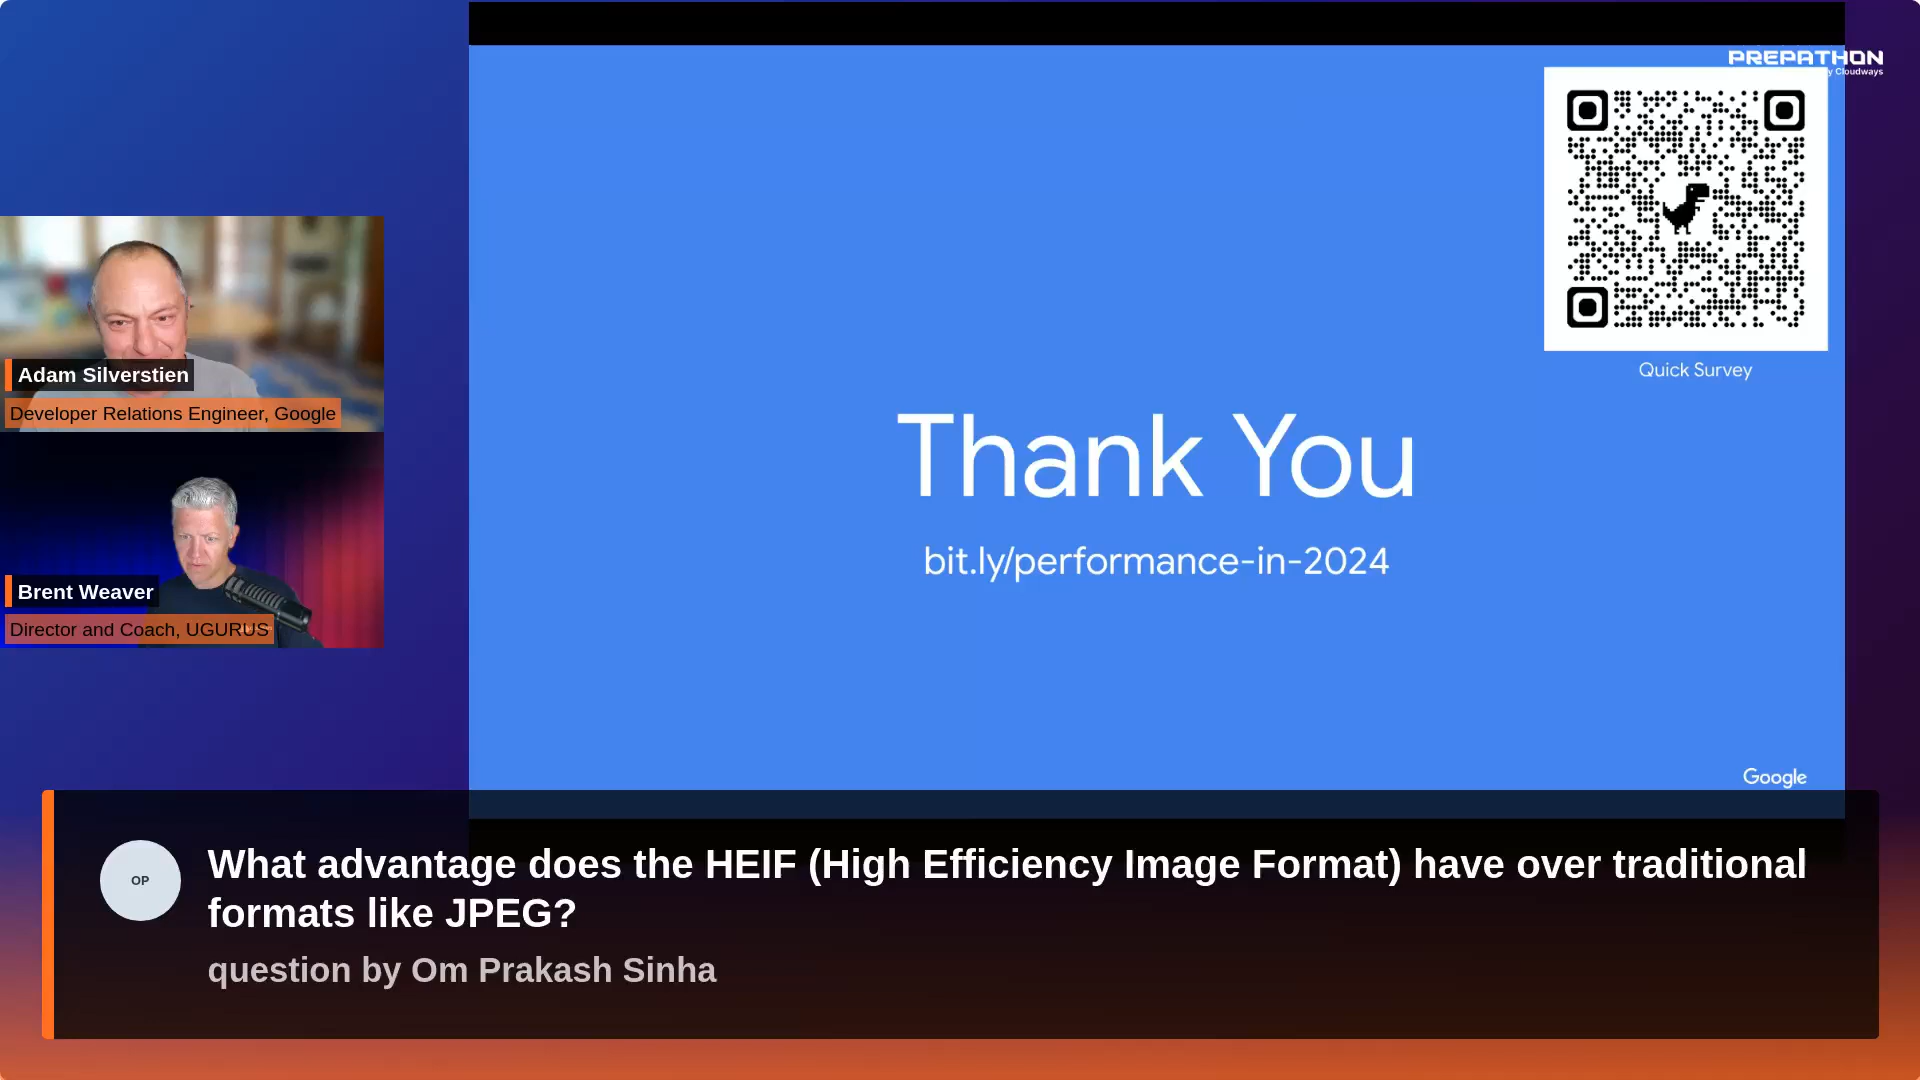 PREPATHON
by Cloudways
Quick Survey
Adam Silverstien
Developer Relations Engineer, Google
Thank You
bit.ly/performance-in-2024
Brent Weaver
Director and Coach, UGURUS
Google
OP
What advantage does the HEIF (High Efficiency Image Format) have over traditional
formats like JPEG?
question by Om Prakash Sinha